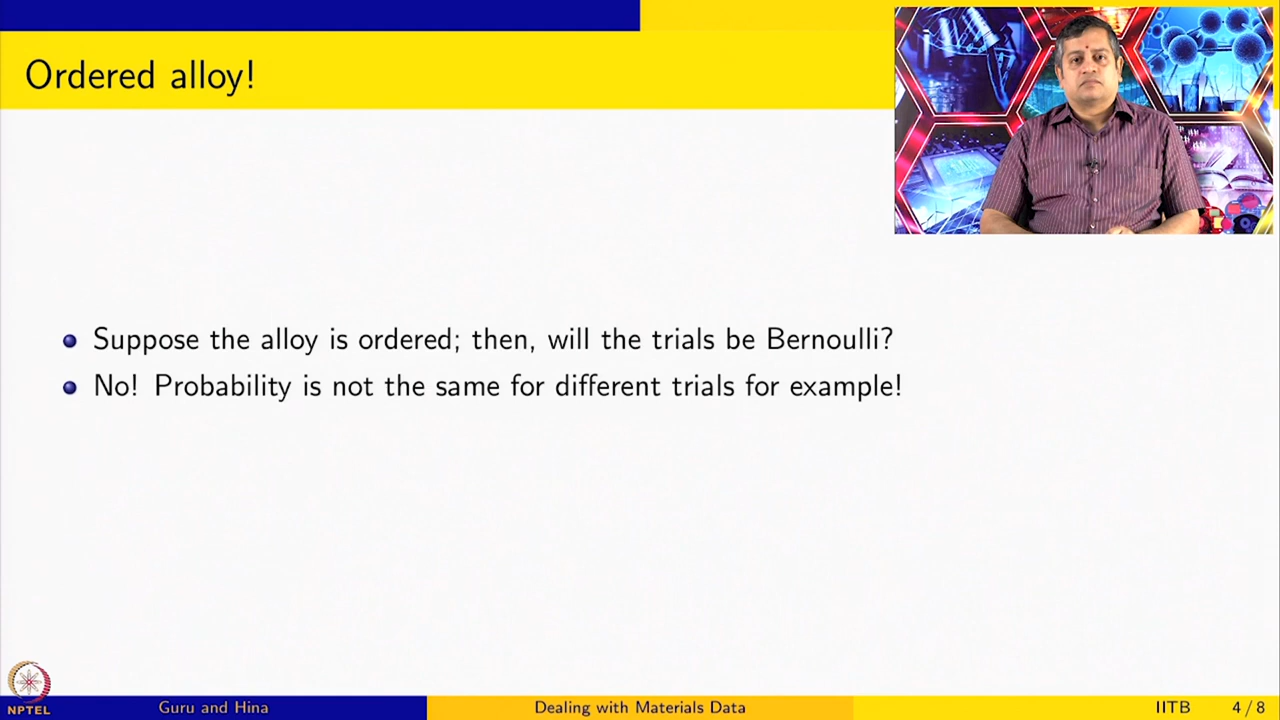 Ordered alloy!
Suppose the alloy is ordered; then, will the trials be Bernoulli?
No! Probability is not the same for different trials for example!
NPTEL
Guru and Hina
Dealing with Materials Data
IITB
4 / 8